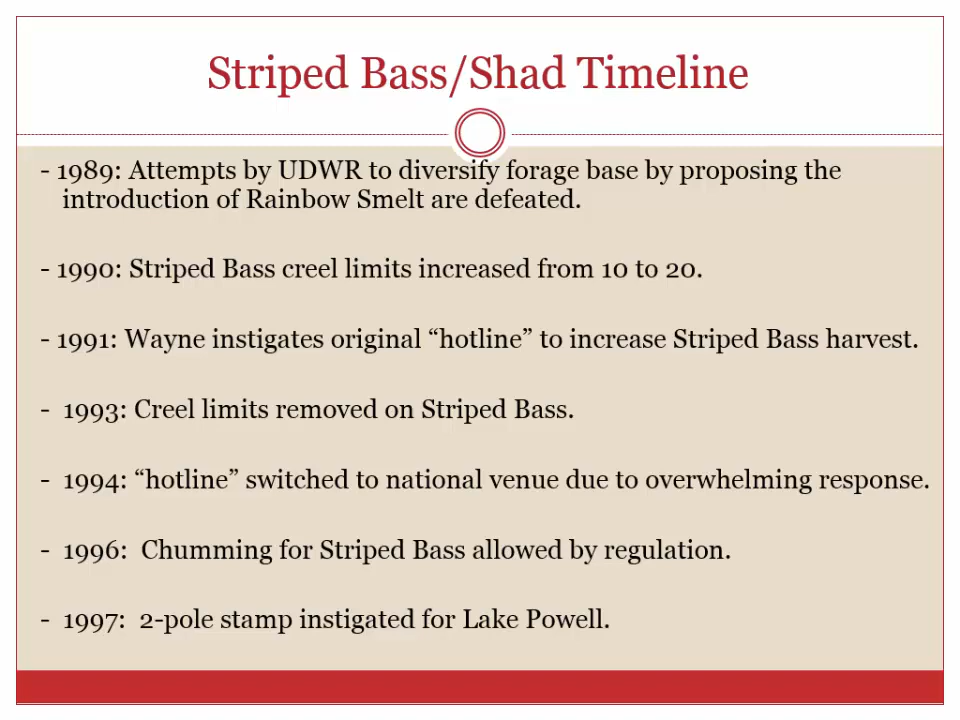 Striped Bass/Shad Timeline
- 1989: Attempts by UDWR to diversify forage base by proposing the
introduction of Rainbow Smelt are defeated.
- 1990: Striped Bass creel limits increased from 10 to 20.
- 1991: Wayne instigates original “hotline” to increase Striped Bass harvest.
- 1993: Creel limits removed on Striped Bass.
- 1994: “hotline” switched to national venue due to overwhelming response.
- 1996: Chumming for Striped Bass allowed by regulation.
- 1997: 2-pole stamp instigated for Lake Powell.